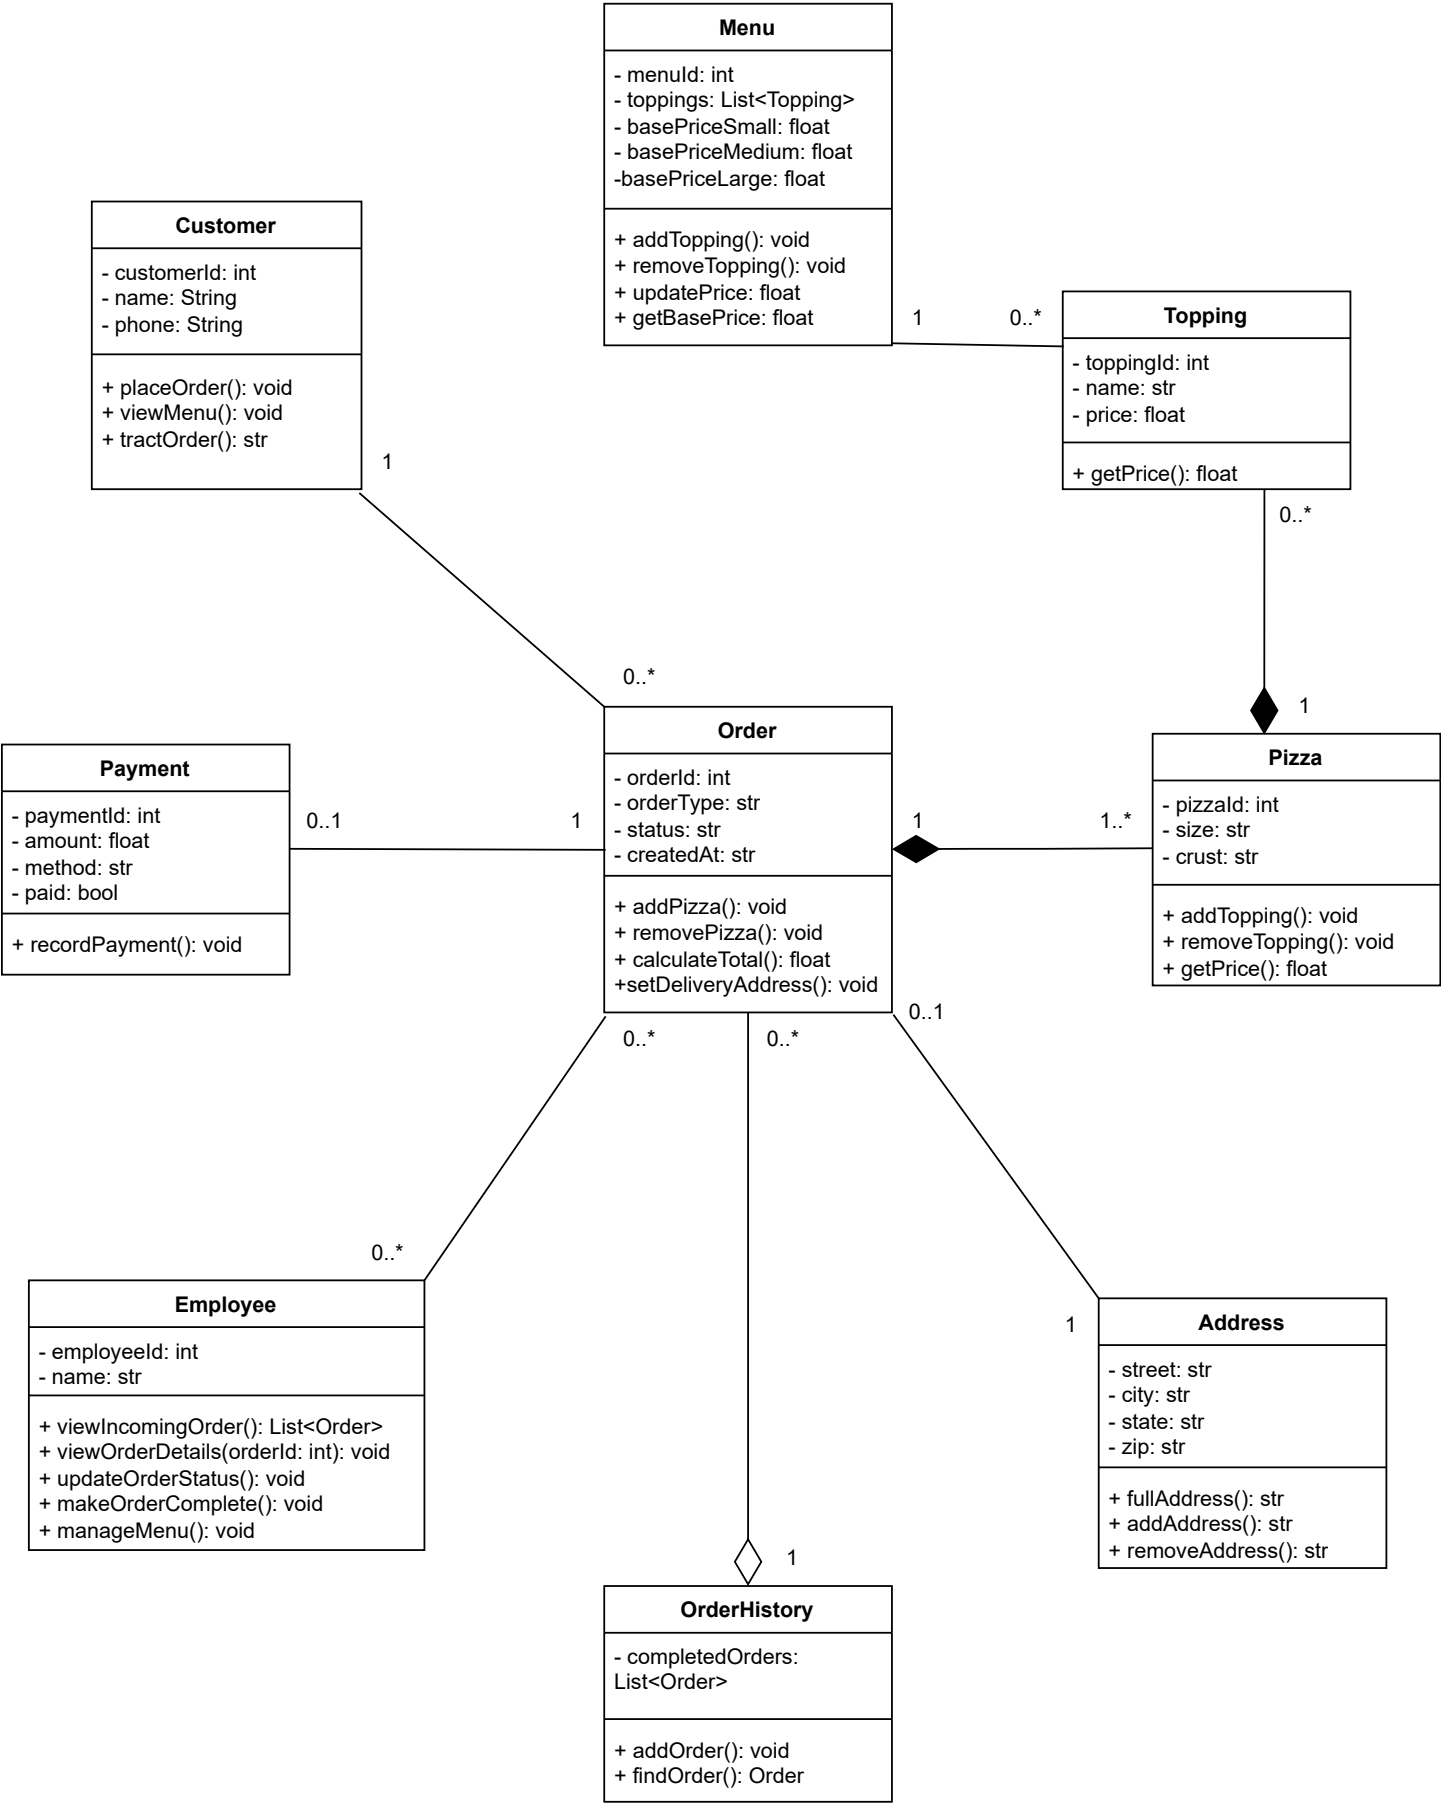 Menu
- menuId: int
- toppings: List<Topping>
- basePriceSmall: float
- basePriceMedium: float
-basePriceLarge: float
+ addTopping(): void
+ removeTopping(): void
+ updatePrice: float
+ getBasePrice: float
Customer
- customerId: int
- name: String
- phone: String
+ placeOrder(): void
+ viewMenu(): void
+ tractOrder(): str
1
0..*
Topping
- toppingId: int
- name: str
- price: float
+ getPrice(): float
1
0..*
0..*
1
Order
- orderId: int
- orderType: str
- status: str
- createdAt: str
+ addPizza(): void
+ removePizza(): void
+ calculateTotal(): float
+setDeliveryAddress(): void
Payment
- paymentId: int
- amount: float
- method: str
- paid: bool
+ recordPayment(): void
0..1
1
1
1..*
Pizza
- pizzaId: int
- size: str
- crust: str
+ addTopping(): void
+ removeTopping(): void
+ getPrice(): float
0..*
0..*
0..1
0..*
Employee
- employeeId: int
- name: str
+ viewIncomingOrder(): List<Order>
+ viewOrderDetails(orderId: int): void
+ updateOrderStatus(): void
+ makeOrderComplete(): void
+ manageMenu(): void
1
Address
- street: str
- city: str
- state: str
- zip: str
+ fullAddress(): str
+ addAddress(): str
+ removeAddress(): str
1
OrderHistory
- completedOrders:
List<Order>
+ addOrder(): void
+ findOrder(): Order